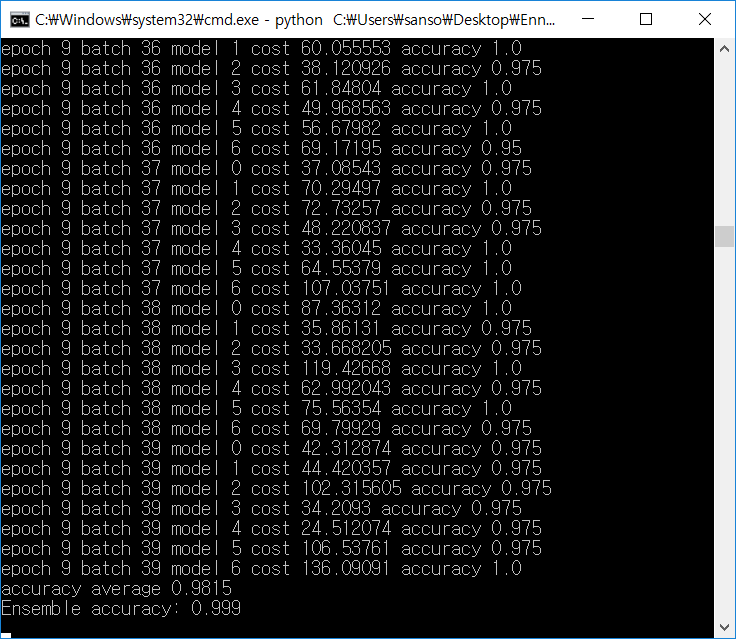 C:₩Windows₩system32₩cmd.exe - python  C:₩Users₩sanso₩Desktop₩Enn...
epoch 9 batch 36 model 1 cost 60.055553 accuracy 1.0
epoch 9 batch 36 model 2 cost 38.120926 accuracy 0.975
epoch 9 batch 36 model 3 cost 61.84804 accuracy 1.0
epoch 9 batch 36 model 4 cost 49.968563 accuracy 0.975
epoch 9 batch 36 model 5 cost 56.67982 accuracy 1.0
epoch 9 batch 36 model 6 cost 69.17195 accuracy 0.95
epoch 9 batch 37 model 0 cost 37.08543 accuracy 0.975
epoch 9 batch 37 model 1 cost 70.29497 accuracy 1.0
epoch 9 batch 37 model 2 cost 72.73257 accuracy 0.975
epoch 9 batch 37 model 3 cost 48.220837 accuracy 0.975
epoch 9 batch 37 model 4 cost 33.36045 accuracy 1.0
epoch 9 batch 37 model 5 cost 64.55379 accuracy 1.0
epoch 9 batch 37 model 6 cost 107.03751 accuracy 1.0
epoch 9 batch 38 model 0 cost 87.36312 accuracy 1.0
epoch 9 batch 38 model 1 cost 35.86131 accuracy 0.975
epoch 9 batch 38 model 2 cost 33.668205 accuracy 0.975
epoch 9 batch 38 model 3 cost 119.42668 accuracy 1.0
epoch 9 batch 38 model 4 cost 62.992043 accuracy 0.975
epoch 9 batch 38 model 5 cost 75.56354 accuracy 1.0
epoch 9 batch 38 model 6 cost 69.79929 accuracy 0.975
epoch 9 batch 39 model 0 cost 42.312874 accuracy 0.975
epoch 9 batch 39 model 1 cost 44.420357 accuracy 0.975
epoch 9 batch 39 model 2 cost 102.315605 accuracy 0.975
epoch 9 batch 39 model 3 cost 34.2093 accuracy 0.975
epoch 9 batch 39 model 4 cost 24.512074 accuracy 0.975
epoch 9 batch 39 model 5 cost 106.53761 accuracy 0.975
epoch 9 batch 39 model 6 cost 136.09091 accuracy 1.0
accuracy average 0.9815
Ensemble accuracy: 0.999